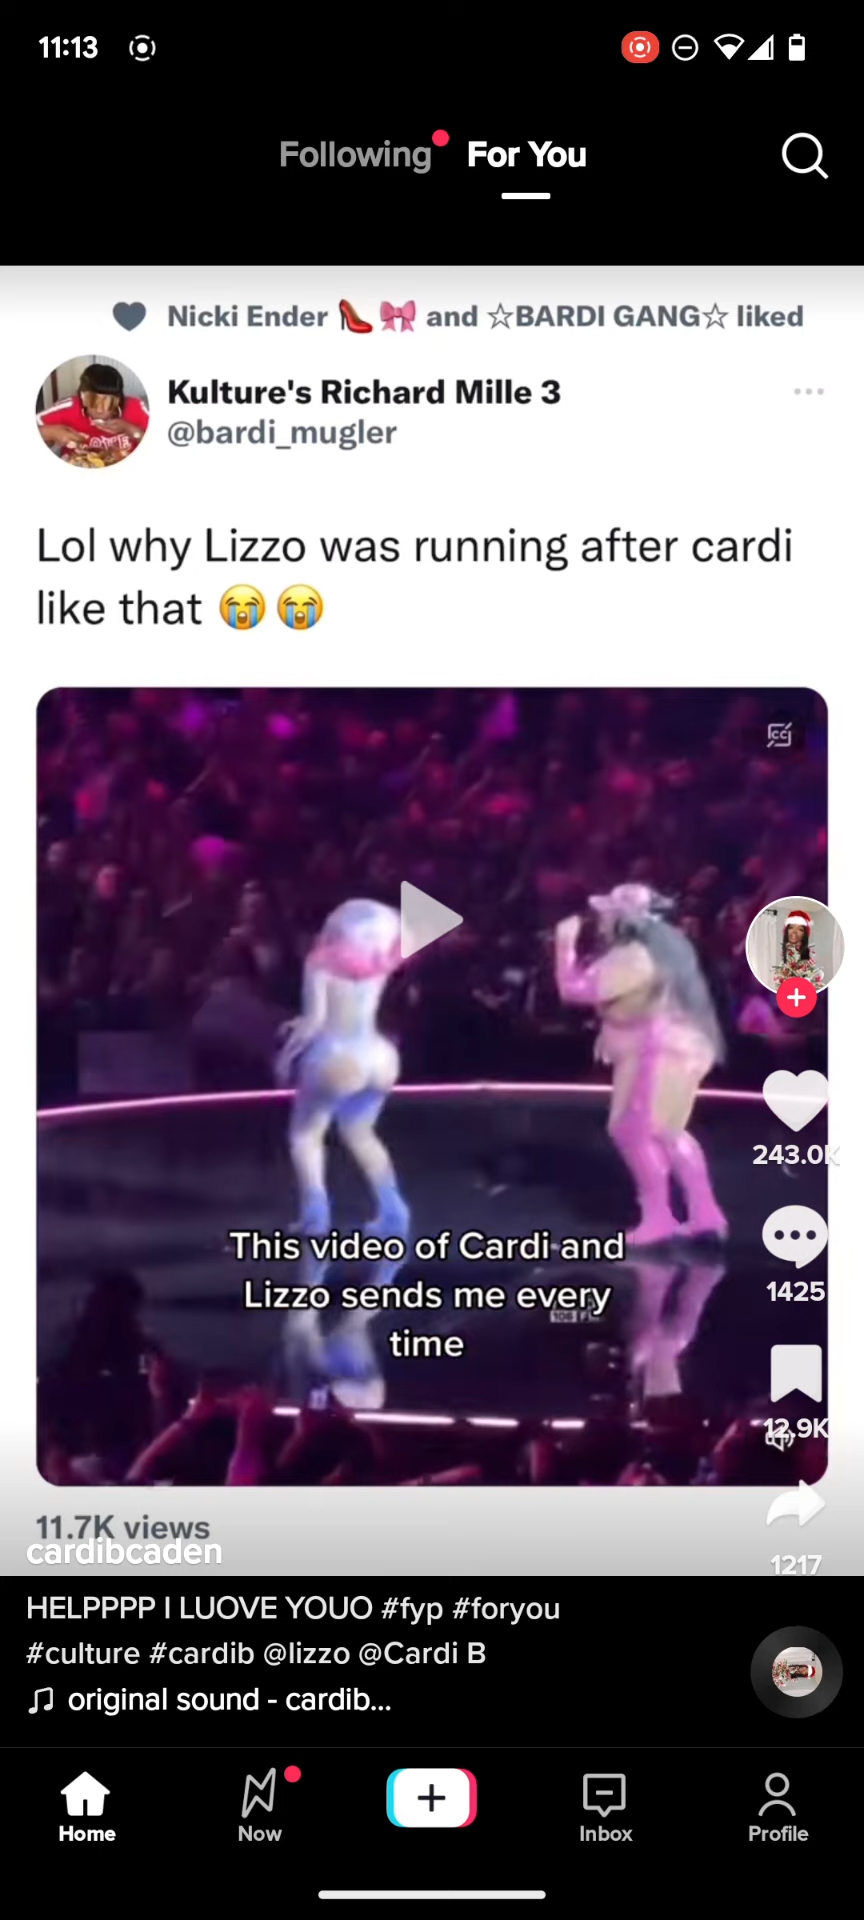 11:13
Following For You
Nicki Ender 👠🎀 and ☆BARDI GANG☆ liked
Kulture's Richard Mille 3
@bardi_mugler
Lol why Lizzo was running after cardi
like that 😭😭
CC
This video of Cardi and
Lizzo sends me every
time
243.0K
1425
12.9K
1217
11.7K views
cardibcaden
HELPPPP I LUOVE YOUO #fyp #foryou
#culture #cardib @lizzo @Cardi B
original sound - cardib...
Home
Now
Inbox
Profile